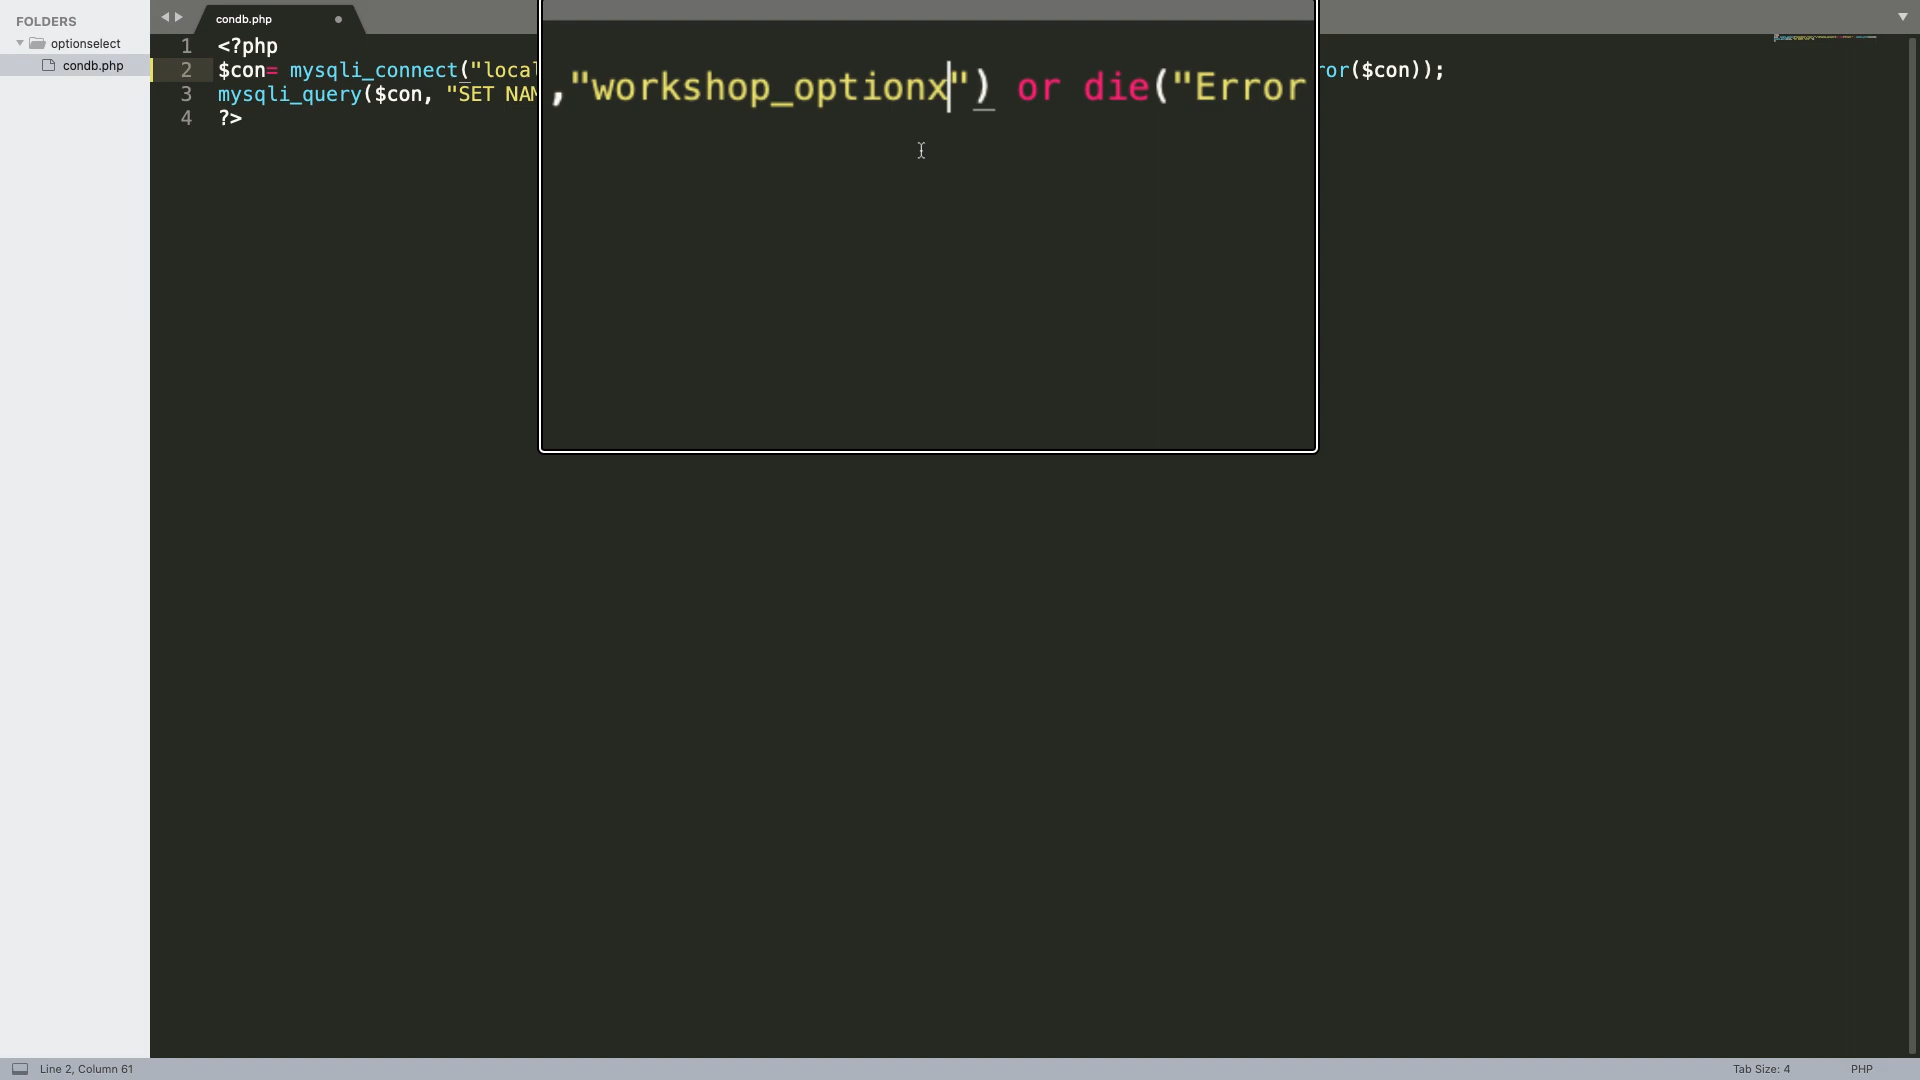 FOLDERS
optionselect
condb.php
condb.php
1 <?php
2 $con= mysqli_connect("local
,"workshop_optionx") or die("Error
ror($con));
3 mysqli_query($con, "SET NAM
4 ?>
Line 2, Column 61
Tab Size: 4
PHP